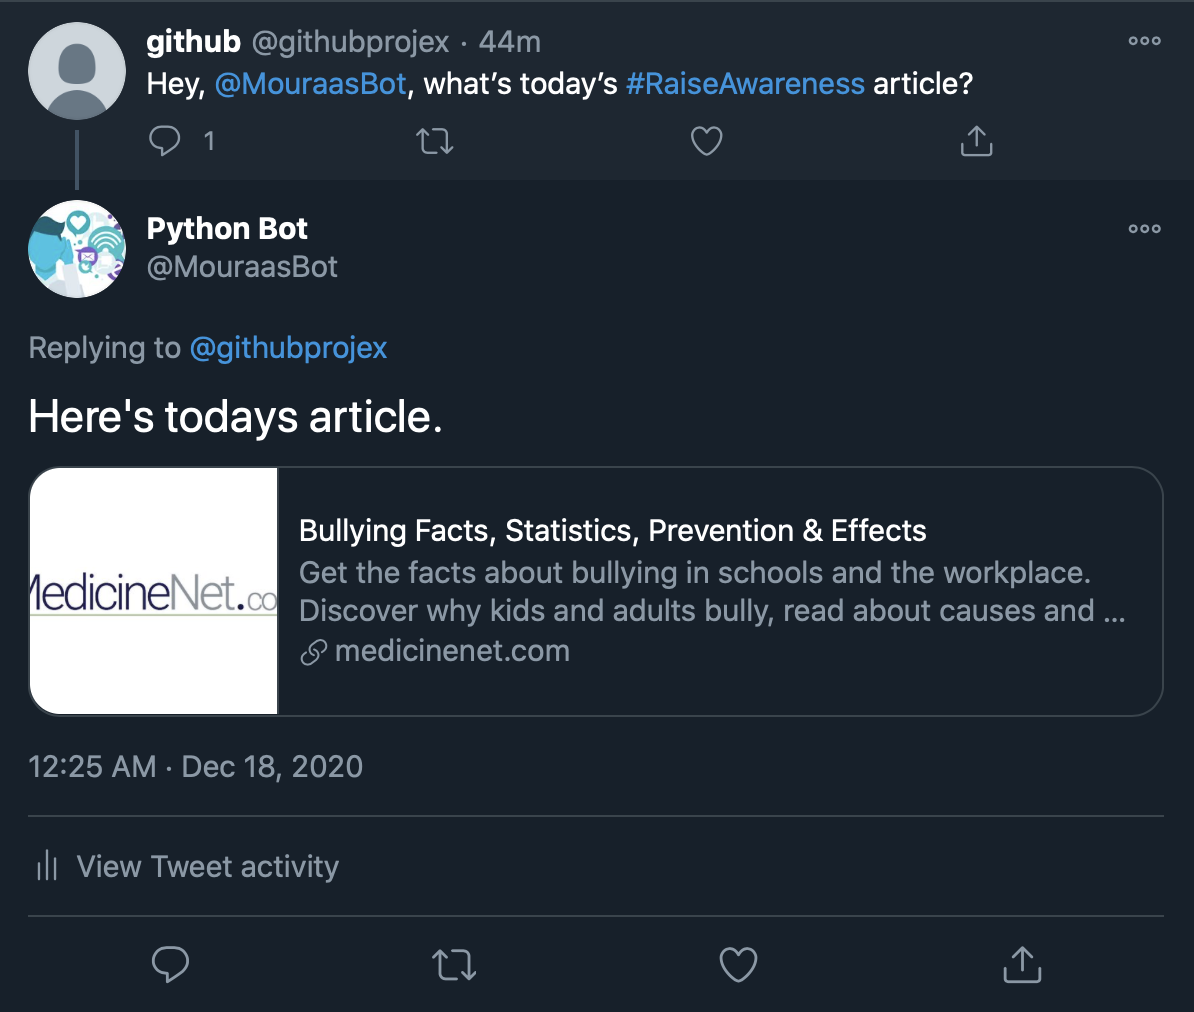 github @githubprojex · 44m
Hey, @MouraasBot, what's today's #RaiseAwareness article?
1
Python Bot
@MouraasBot
Replying to @githubprojex
Here's todays article.
MedicineNet.co
Bullying Facts, Statistics, Prevention & Effects
Get the facts about bullying in schools and the workplace.
Discover why kids and adults bully, read about causes and ...
medicinenet.com
12:25 AM · Dec 18, 2020
View Tweet activity